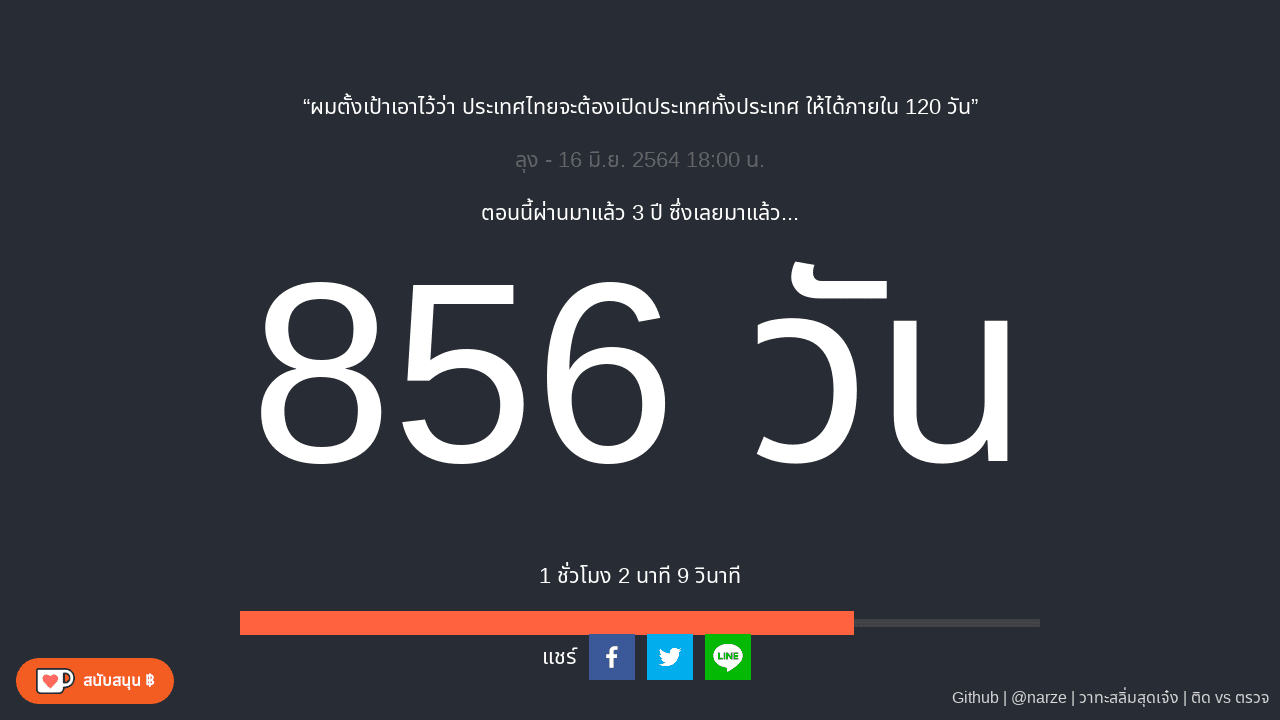 “ผมตั้งเป้าเอาไว้ว่า ประเทศไทยจะต้องเปิดประเทศทั้งประเทศ ให้ได้ภายใน 120 วัน”
ลุง - 16 มิ.ย. 2564 18:00 น.
ตอนนี้ผ่านมาแล้ว 3 ปี ซึ่งเลยมาแล้ว...
856 วัน
1 ชั่วโมง 2 นาที 9 วินาที
แชร์
LINE
สนับสนุน ฿
Github | @narze | วาทะสลิ่มสุดเจ๋ง | ติด vs ตรวจ